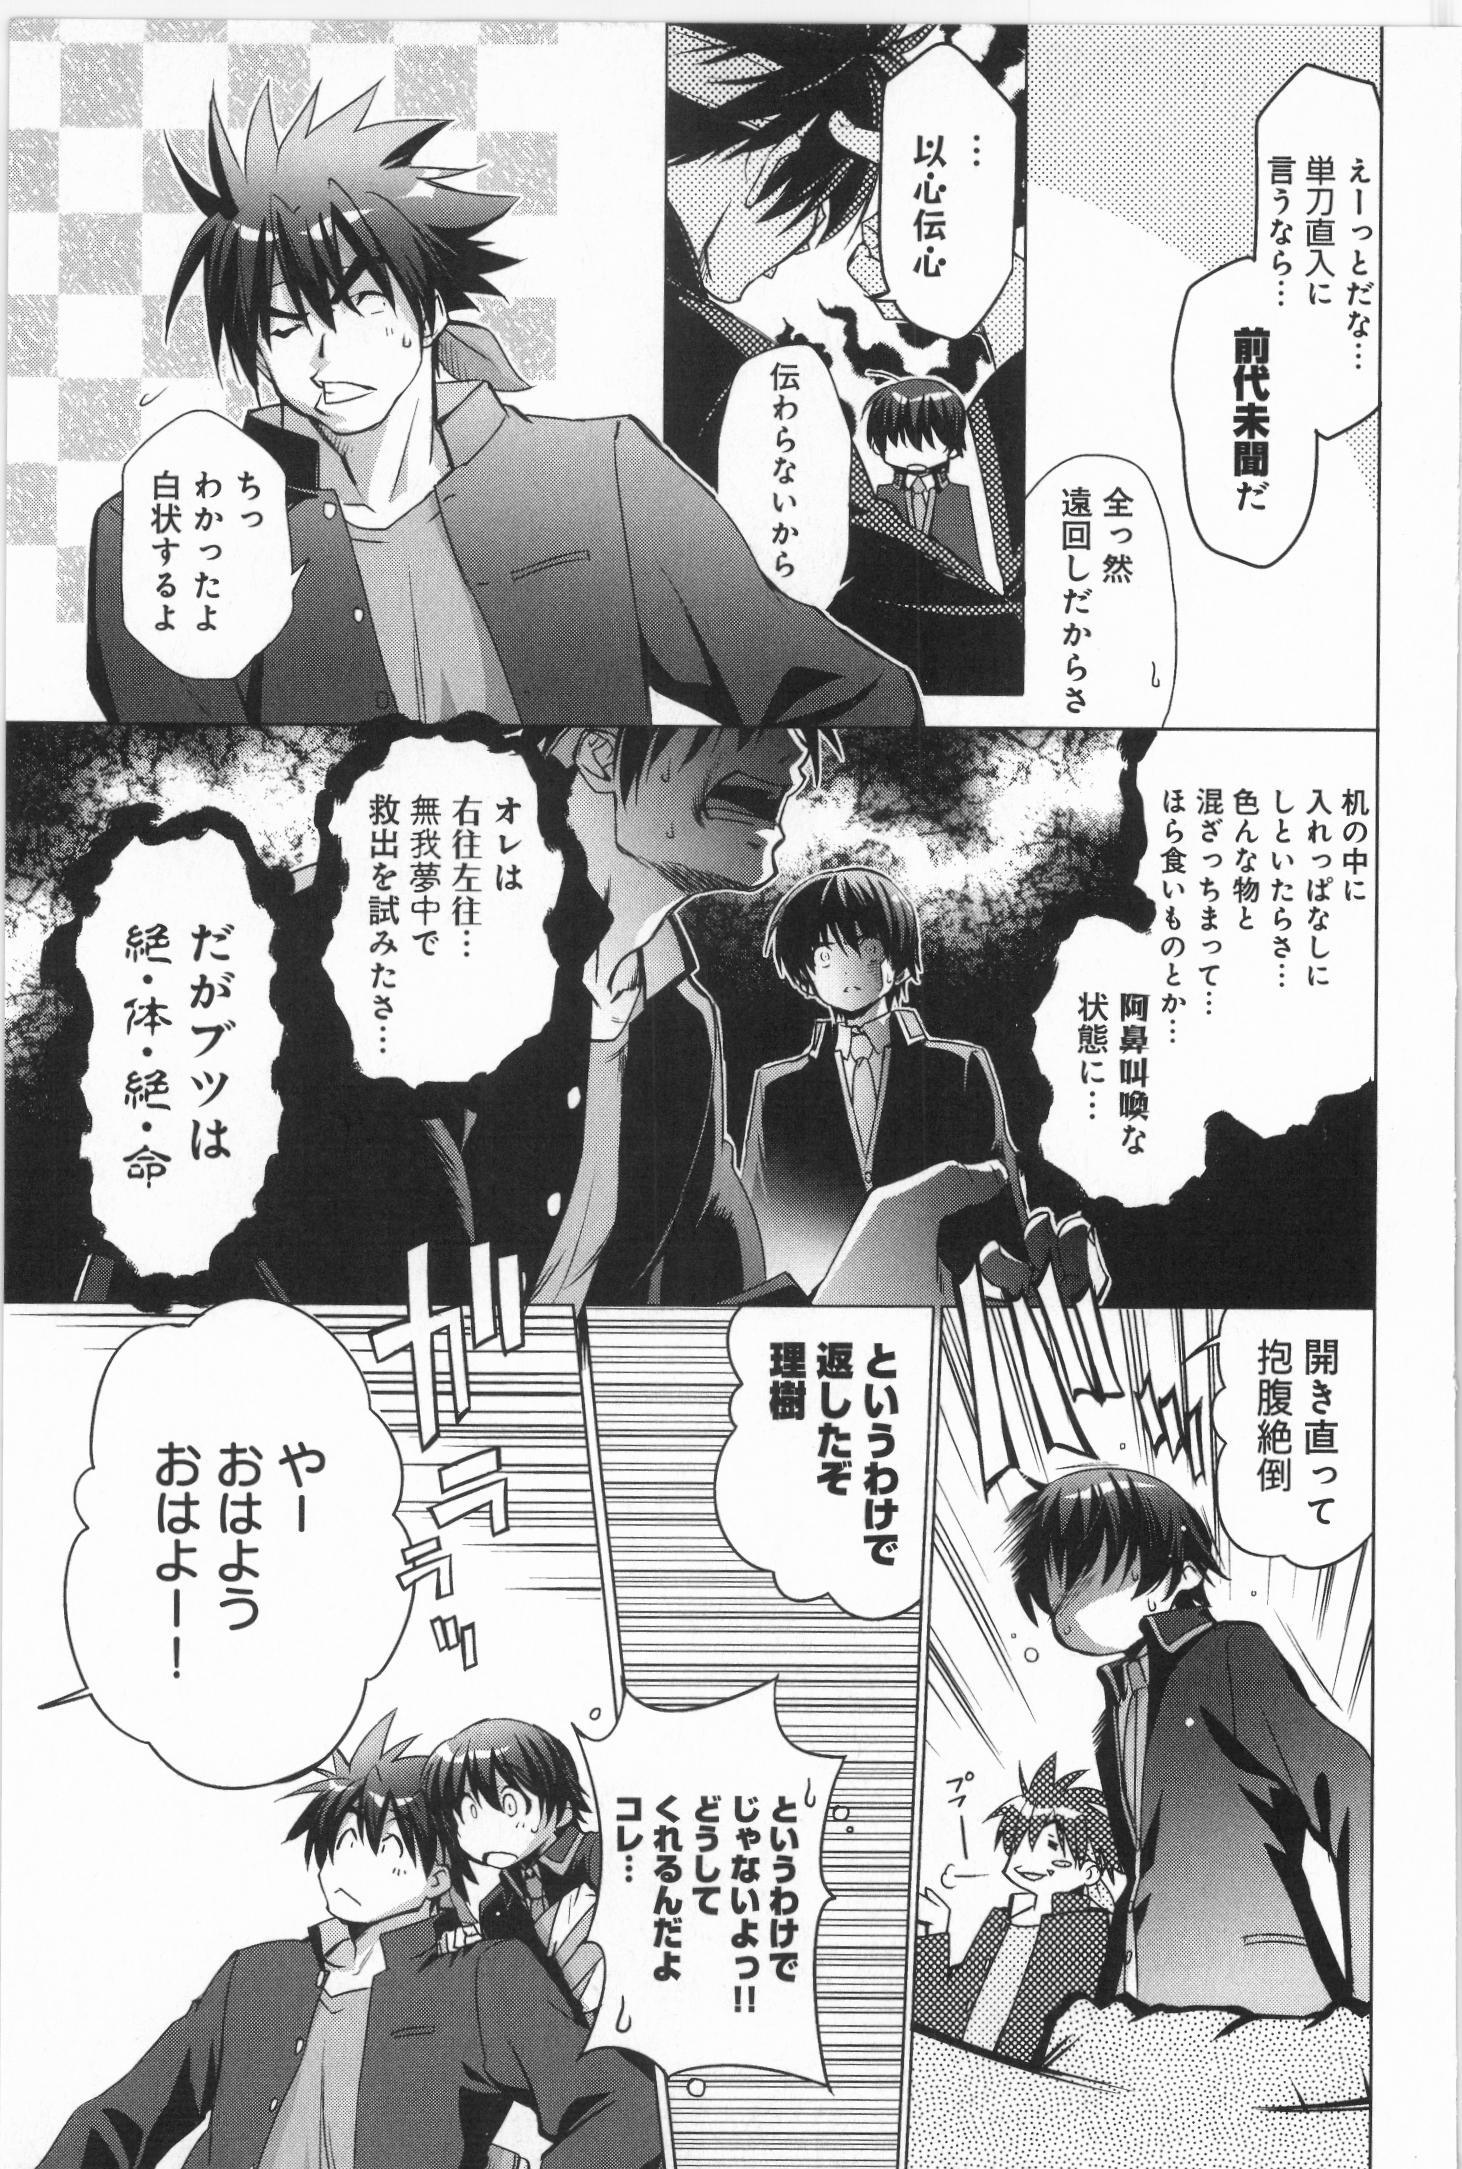 えーっとだな…
単刀直入に
言うなら…
前代未聞だ
全っ然
遠回しだからさ
…
以・心・伝・心
伝わらないから
ちっ
わかったよ
白状するよ
机の中に
入れっぱなしに
しといたらさ…
色んな物と
混ざっちまって…
ほら食いものとか…
阿鼻叫喚な
状態に…
オレは
右往左往…
無我夢中で
救出を試みたさ…
だがブツは
絶・体・絶・命
開き直って
抱腹絶倒
プププ
というわけで
返したぞ
理樹
というわけで
じゃないよっ!!
どうして
くれるんだよ
コレ…
ガガラララ
やー
おはよう
おはよー!